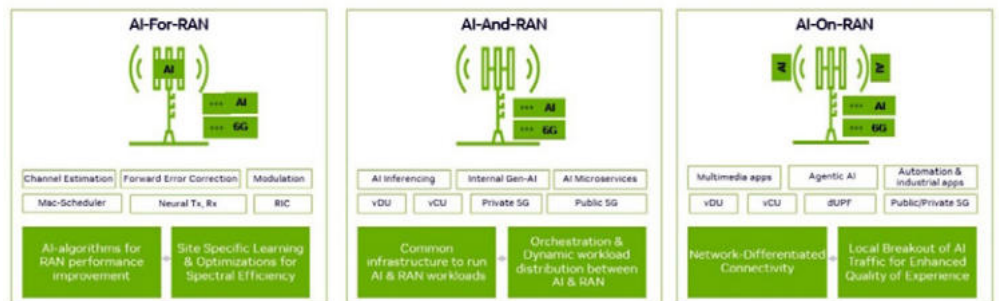 AI-For-RAN
AI
AI
6G
Channel Estimation
Forward Error Correction
Modulation
Mac-Scheduler
Neural Tx, Rx
RIC
AI-algorithms for
RAN performance
improvement
Site Specific Learning
& Optimizations for
Spectral Efficiency
AI-And-RAN
AI
6G
AI Inferencing
Internal Gen-AI
AI Microservices
vDU
vCU
Private 5G
Public 5G
Common
infrastructure to run
AI & RAN workloads
Orchestration &
Dynamic workload
distribution between
AI & RAN
AI-On-RAN
AI
AI
AI
6G
Multimedia apps
Agentic AI
Automation &
industrial apps
vDU
vCU
dUPF
Public/Private 5G
Network-Differentiated
Connectivity
Local Breakout of AI
Traffic for Enhanced
Quality of Experience